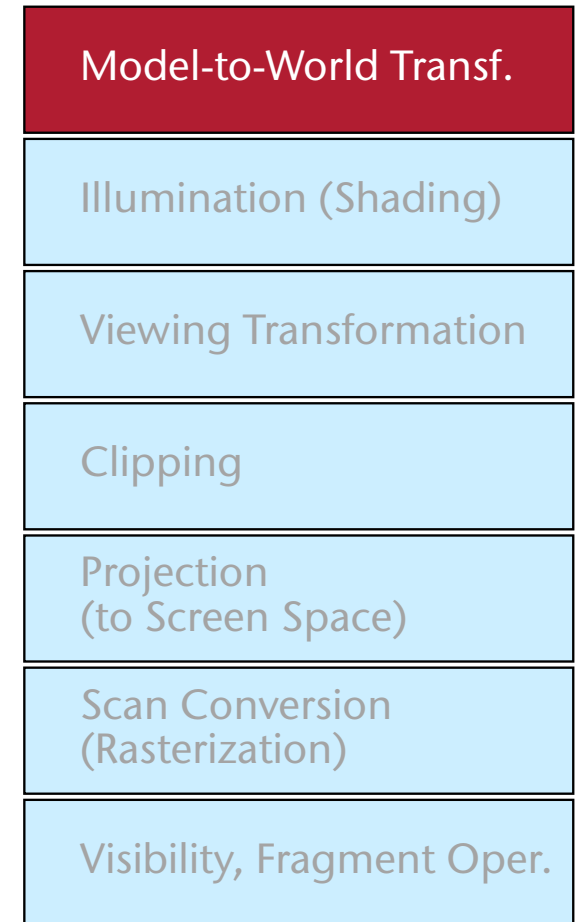 Model-to-World Transf.
Illumination (Shading)
Viewing Transformation
Clipping
Projection
(to Screen Space)
Scan Conversion
(Rasterization)
Visibility, Fragment Oper.